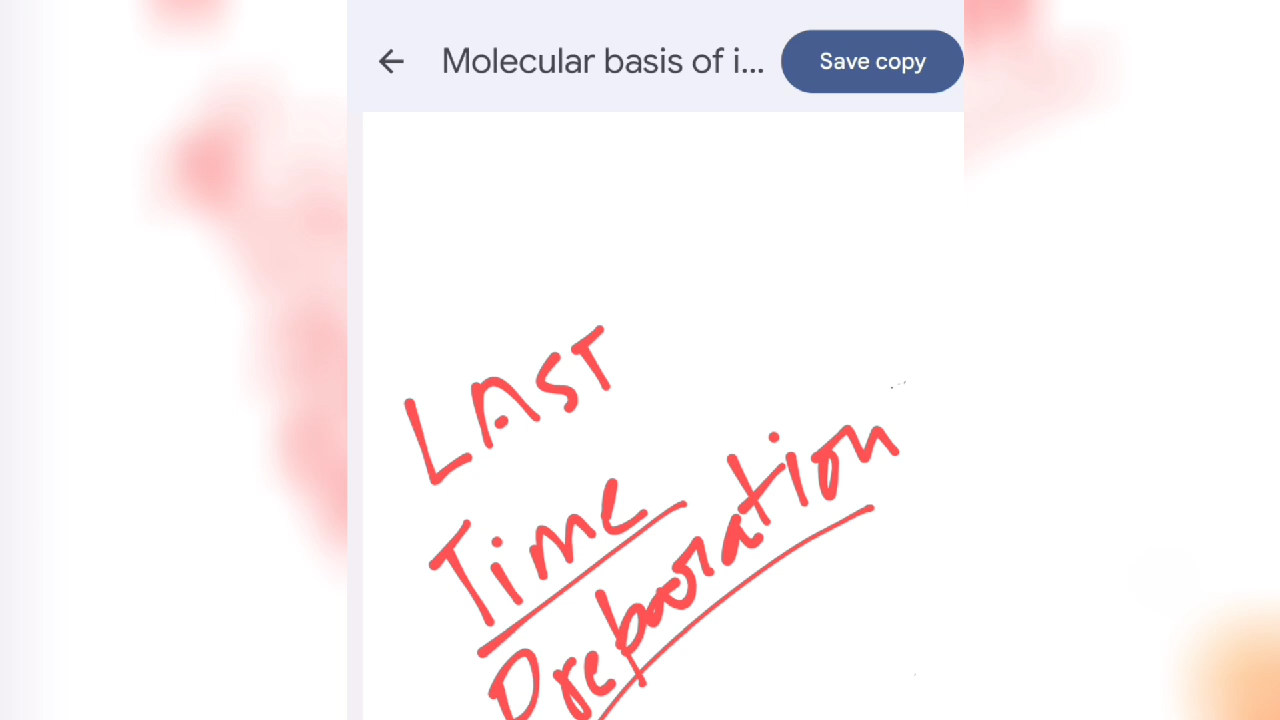 Molecular basis of i...
Save copy
LAST
Time
Preparation